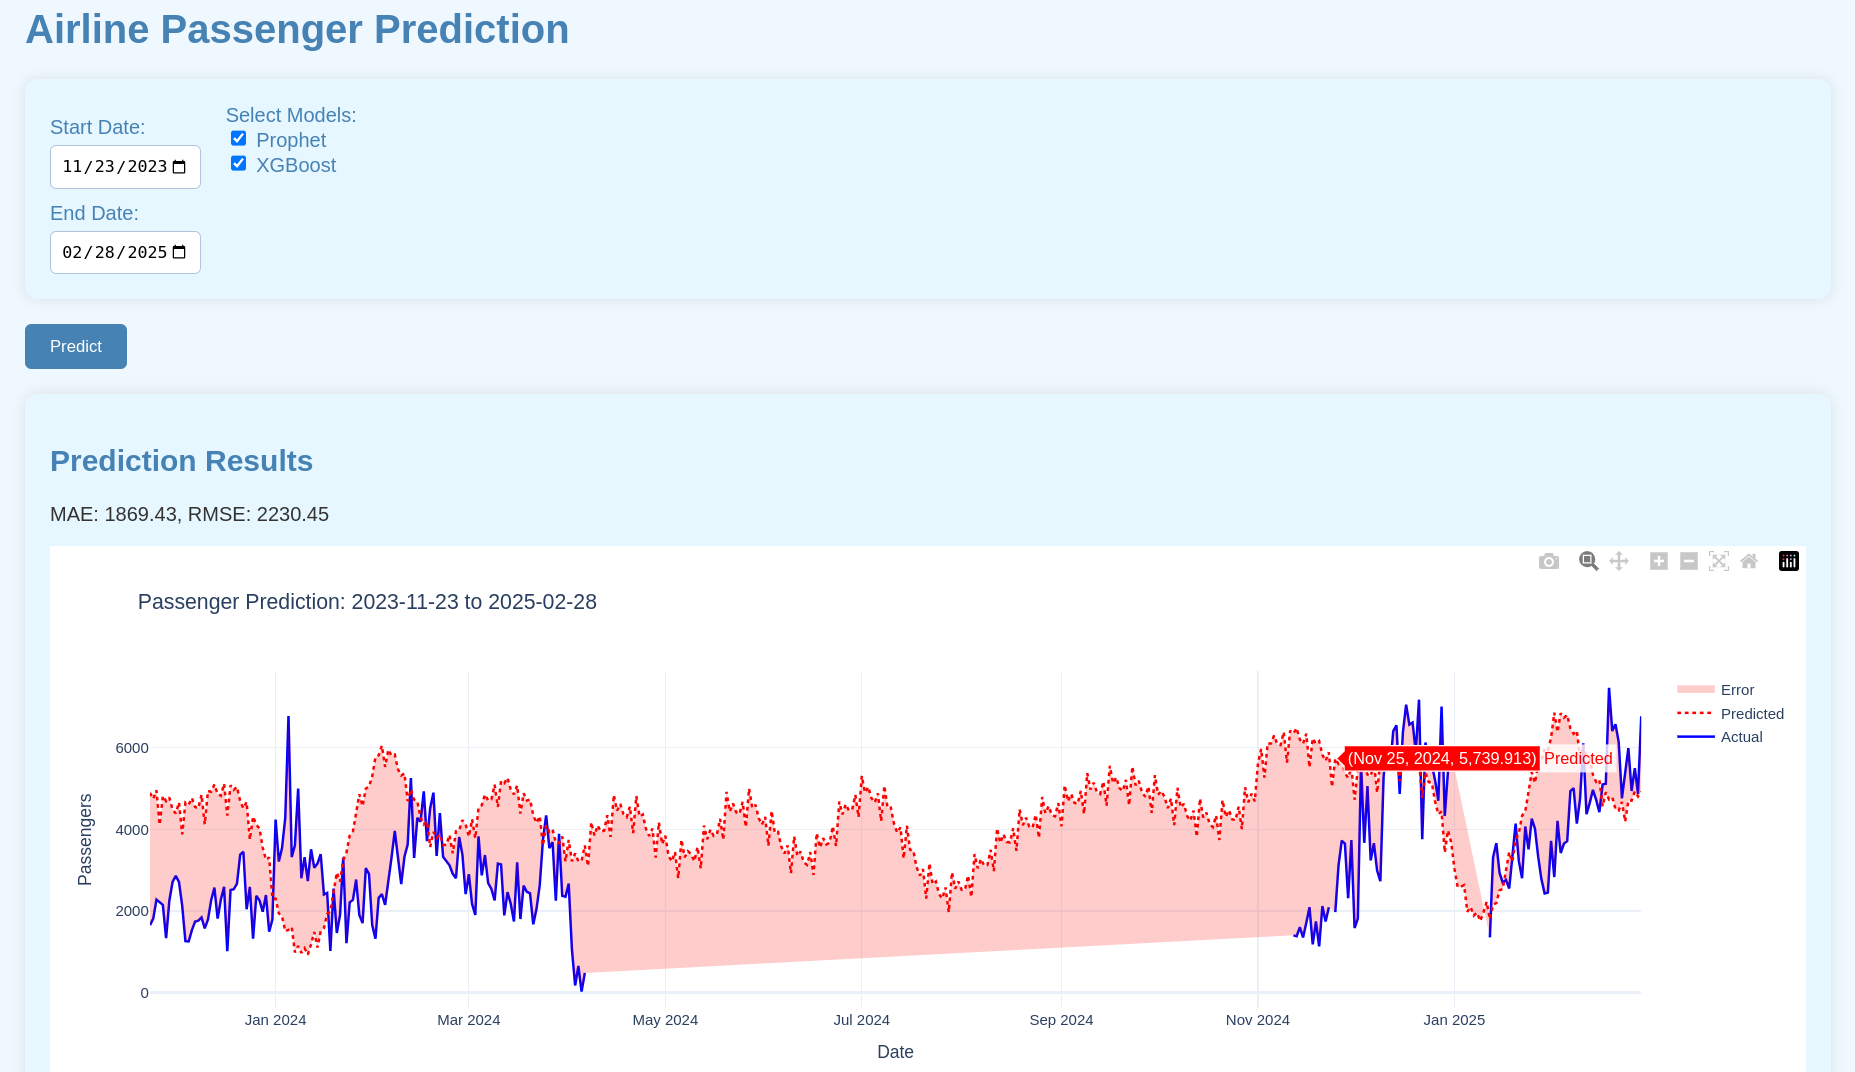 Airline Passenger Prediction
Start Date:
11/23/2023
End Date:
02/28/2025
Select Models:
Prophet
XGBoost
Predict
Prediction Results
MAE: 1869.43, RMSE: 2230.45
Passenger Prediction: 2023-11-23 to 2025-02-28
Error
Predicted
Actual
(Nov 25, 2024, 5,739.913) Predicted
Passengers
6000
4000
2000
0
Jan 2024 Mar 2024 May 2024 Jul 2024 Sep 2024 Nov 2024 Jan 2025
Date